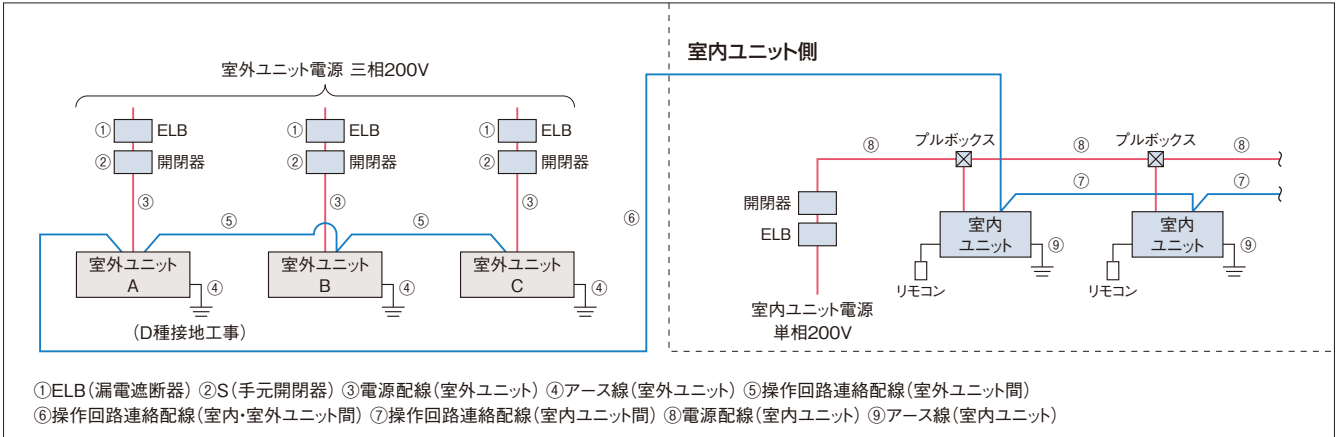 室内ユニット側
室外ユニット電源 三相200V
① ELB ① ELB ① ELB
② 開閉器 ② 開閉器 ② 開閉器
③ ③ ③
⑤ ⑤ ⑥
室外ユニット A ④
室外ユニット B ④
室外ユニット C ④
(D種接地工事)
⑧ プルボックス ⑧ プルボックス ⑧
⑦ ⑦
開閉器
ELB
室内ユニット電源
単相200V
室内
ユニット
⑨
リモコン
室内
ユニット
⑨
リモコン
①ELB(漏電遮断器) ②S(手元開閉器) ③電源配線(室外ユニット) ④アース線(室外ユニット) ⑤操作回路連絡配線(室外ユニット間)
⑥操作回路連絡配線(室内・室外ユニット間) ⑦操作回路連絡配線(室内ユニット間) ⑧電源配線(室内ユニット) ⑨アース線(室内ユニット)